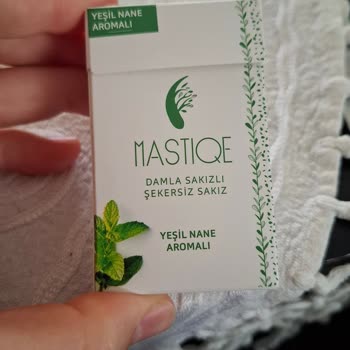 YEŞİL NANE
AROMALI
MASTIQE
DAMLA SAKIZLI
ŞEKERSİZ SAKIZ
YEŞİL NANE
AROMALI